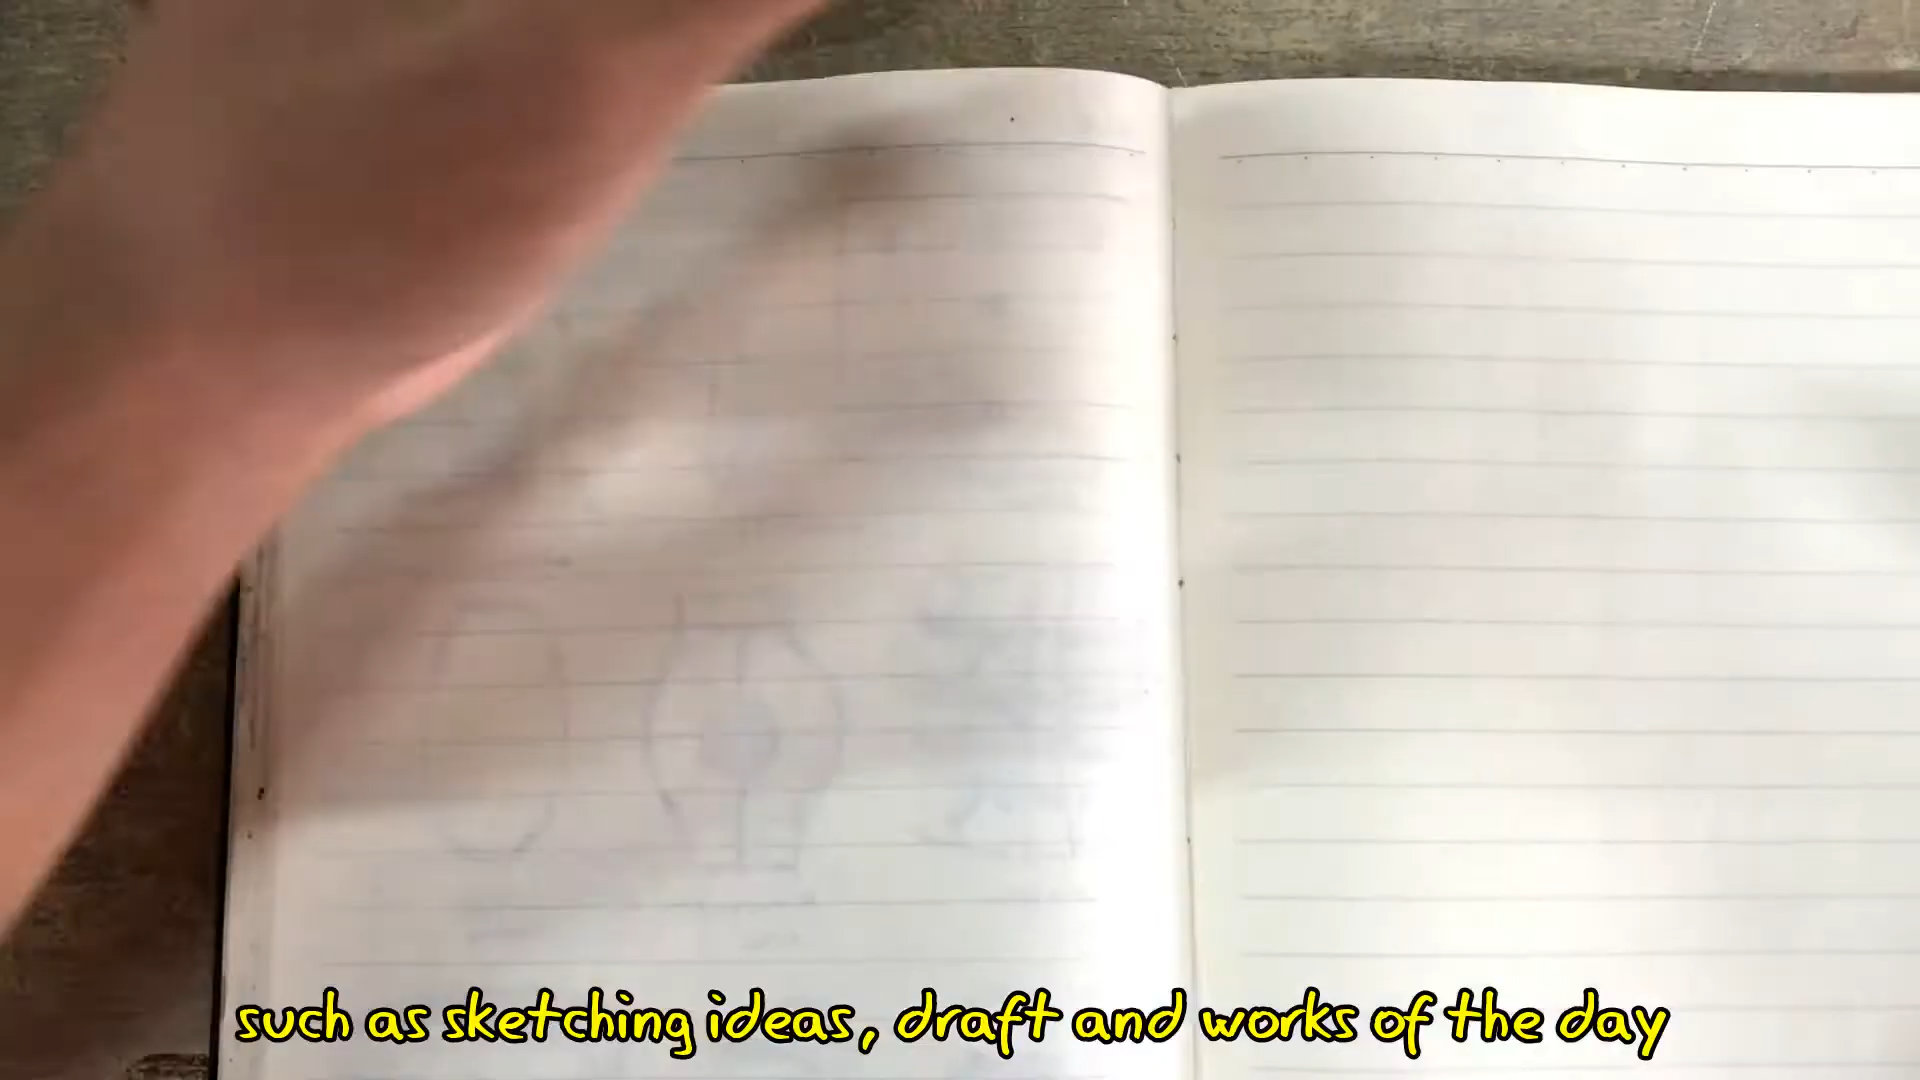 such as sketching ideas, draft and works of the day